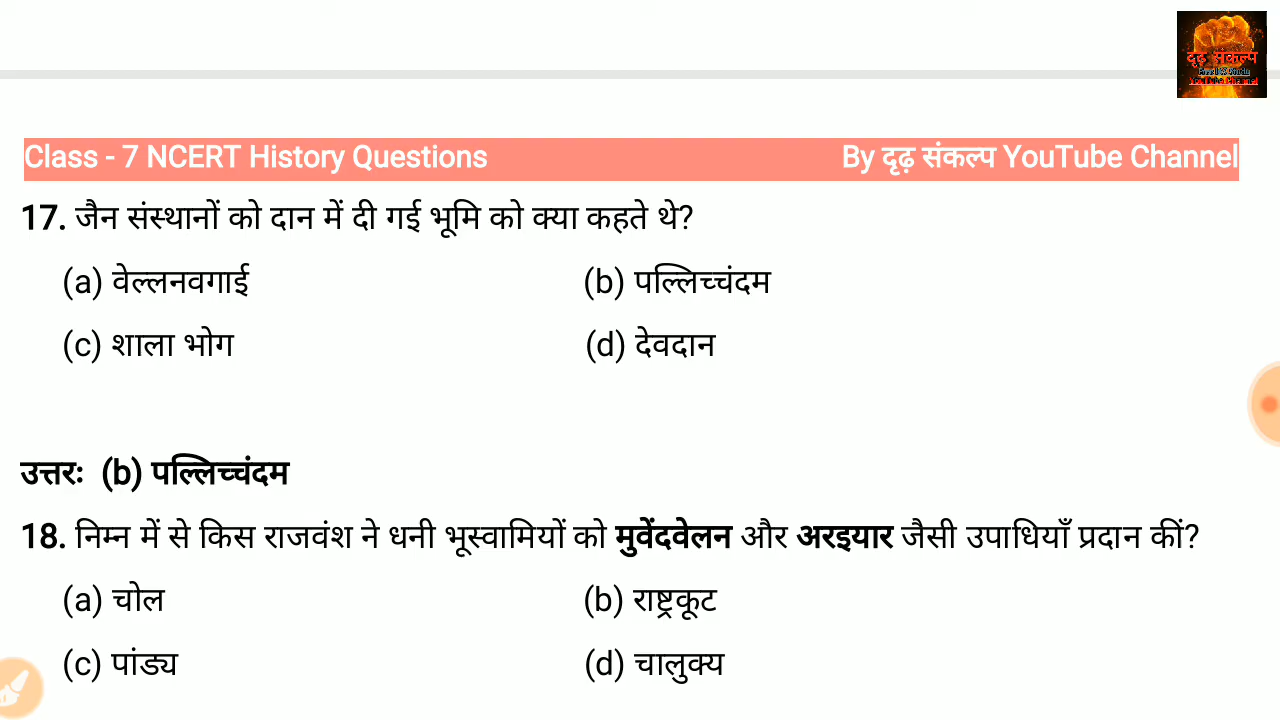 दृढ़ संकल्प
Class - 7 NCERT History Questions By दृढ़ संकल्प YouTube Channel
17. जैन संस्थानों को दान में दी गई भूमि को क्या कहते थे?
(a) वेल्लनवगाई (b) पल्लिच्चंदम
(c) शाला भोग (d) देवदान
उत्तरः (b) पल्लिच्चंदम
18. निम्न में से किस राजवंश ने धनी भूस्वामियों को मुवेंदवेलन और अरइयार जैसी उपाधियाँ प्रदान कीं?
(a) चोल (b) राष्ट्रकूट
(c) पांड्य (d) चालुक्य